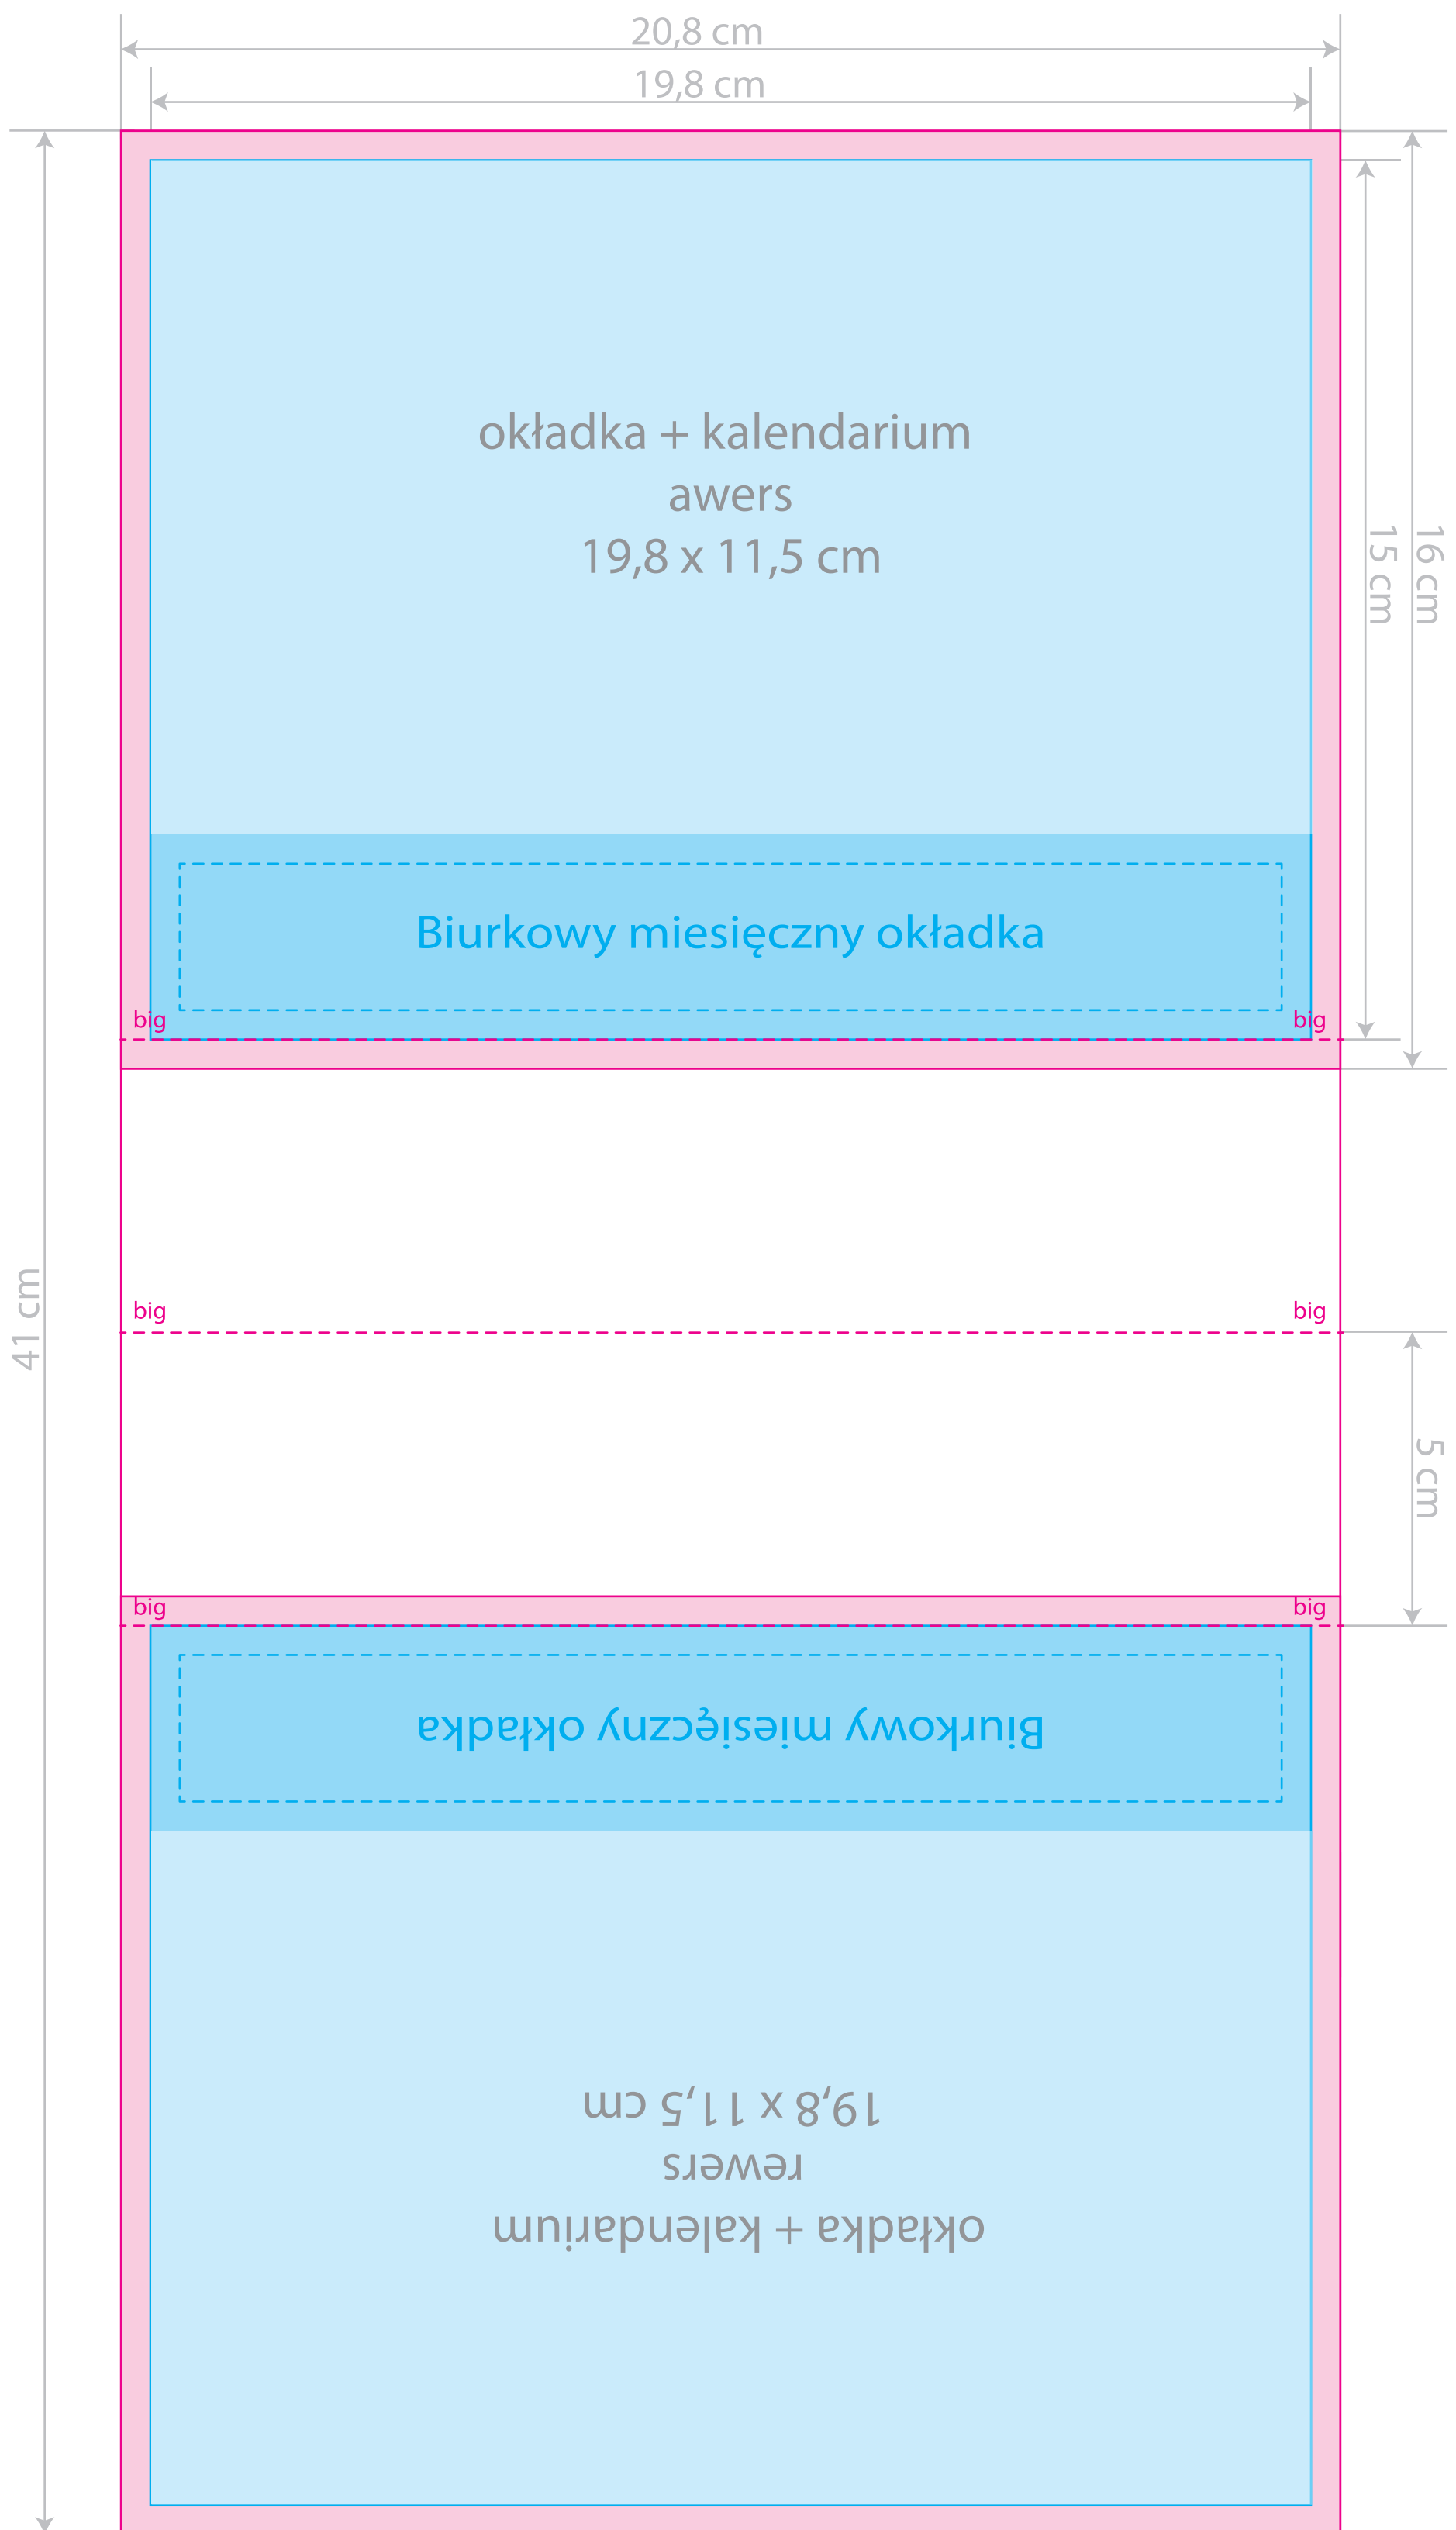 20,8 cm
19,8 cm
okładka + kalendarium
awers
19,8 x 11,5 cm
15 cm
16 cm
Biurkowy miesięczny okładka
big
big
41 cm
big
big
5 cm
big
big
Biurkowy miesięczny okładka
okładka + kalendarium
rewers
19,8 x 11,5 cm